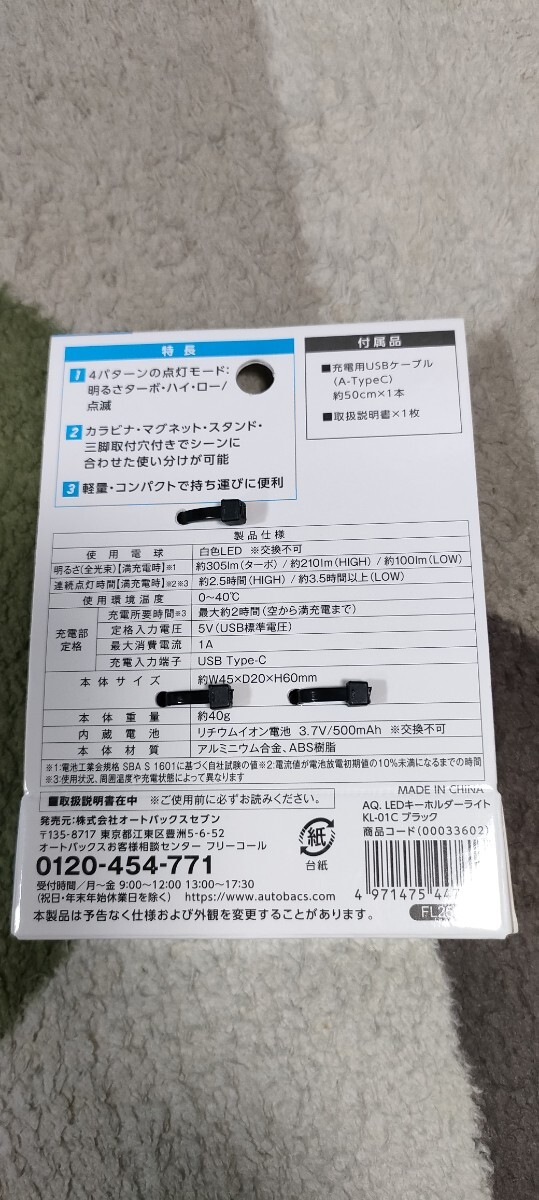 特長
1 4パターンの点灯モード:
明るさターボ・ハイ・ロー/
点滅
2 カラビナ・マグネット・スタンド・
三脚取付穴付きでシーンに
合わせた使い分けが可能
3 軽量・コンパクトで持ち運びに便利
付属品
■充電用USBケーブル
(A-TypeC)
約50cm×1本
■取扱説明書×1枚
製品仕様
使用電球 白色LED ※交換不可
明るさ(全光束)【満充電時】※1 約305lm(ターボ) / 約210lm(HIGH) / 約100lm(LOW)
連続点灯時間【満充電時】※2※3 約2.5時間(HIGH) / 約3.5時間以上(LOW)
使用環境温度 0～40℃
充電部定格 充電所要時間※3 最大約2時間(空から満充電まで)
定格入力電圧 5V(USB標準電圧)
最大消費電流 1A
充電入力端子 USB Type-C
本体サイズ 約W45×D20×H60mm
本体重量 約40g
内蔵電池 リチウムイオン電池 3.7V/500mAh ※交換不可
本体材質 アルミニウム合金、ABS樹脂
※1:電池工業会規格 SBA S 1601に基づく自社試験の値※2:電流値が電池放電初期値の10%未満になるまでの時間
※3:使用状況、周囲温度や充電状態によって異なります
■取扱説明書在中 ※ご使用前に必ずお読みください。
発売元:株式会社オートバックスセブン
〒135-8717 東京都江東区豊洲5-6-52
オートバックスお客様相談センター フリーコール
0120-454-771
受付時間/月～金 9:00～12:00 13:00～17:30
(祝日・年末年始休業日を除く) https://www.autobacs.com
本製品は予告なく仕様および外観を変更することがあります。
紙
台紙
MADE IN CHINA
AQ. LEDキーホルダーライト
KL-01C ブラック
商品コード(00033602)
4 971475 44